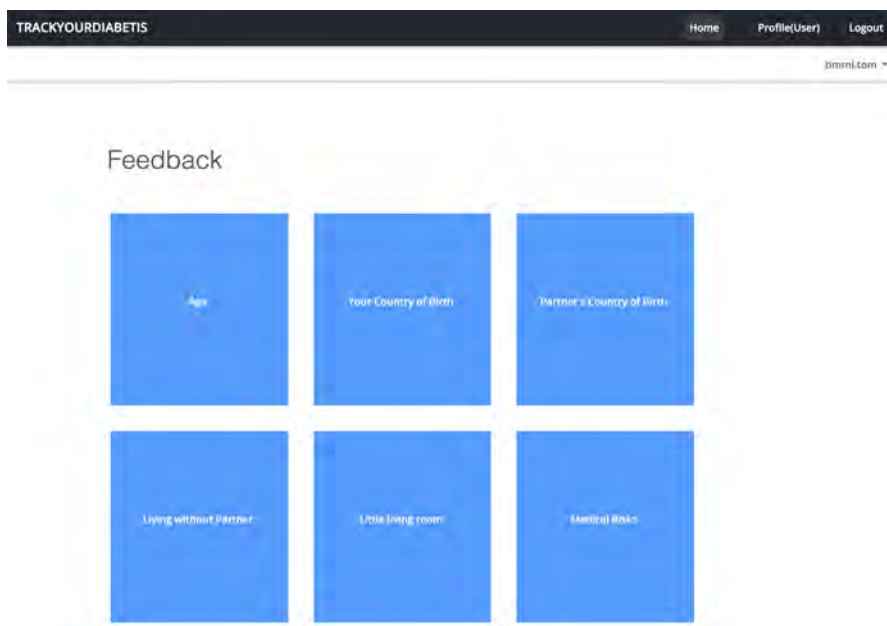 TRACKYOURDIABETIS Home Profile(User) Logout
timmi.tom
Feedback
Age Your Country of Birth Partner's Country of Birth
Living without Partner Little living room Medical Risks